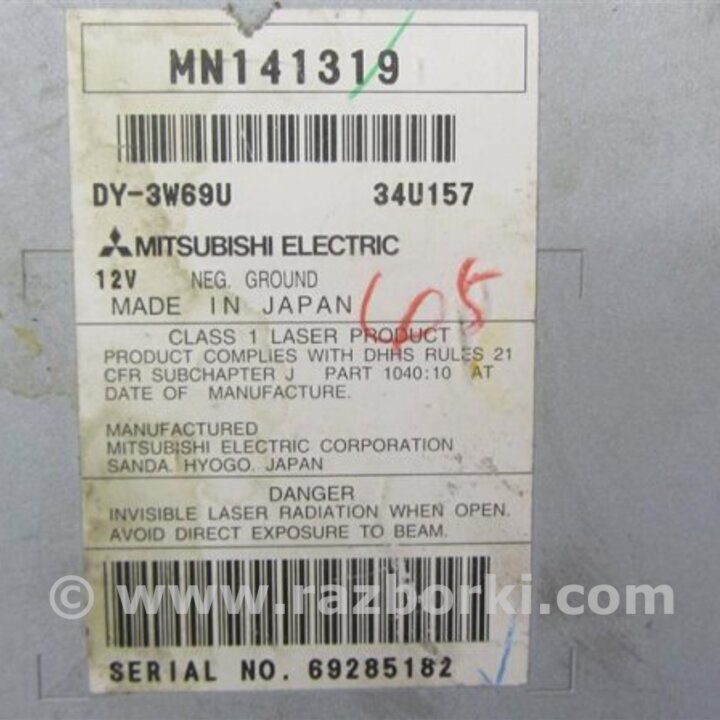 MN141319
DY-3W69U 34U157
MITSUBISHI ELECTRIC
12V NEG. GROUND
MADE IN JAPAN
605
CLASS 1 LASER PRODUCT
PRODUCT COMPLIES WITH DHHS RULES 21
CFR SUBCHAPTER J PART 1040:10 AT
DATE OF MANUFACTURE.
MANUFACTURED
MITSUBISHI ELECTRIC CORPORATION
SANDA, HYOGO, JAPAN
DANGER
INVISIBLE LASER RADIATION WHEN OPEN.
AVOID DIRECT EXPOSURE TO BEAM.
© www.razborki.com
SERIAL NO. 69285182